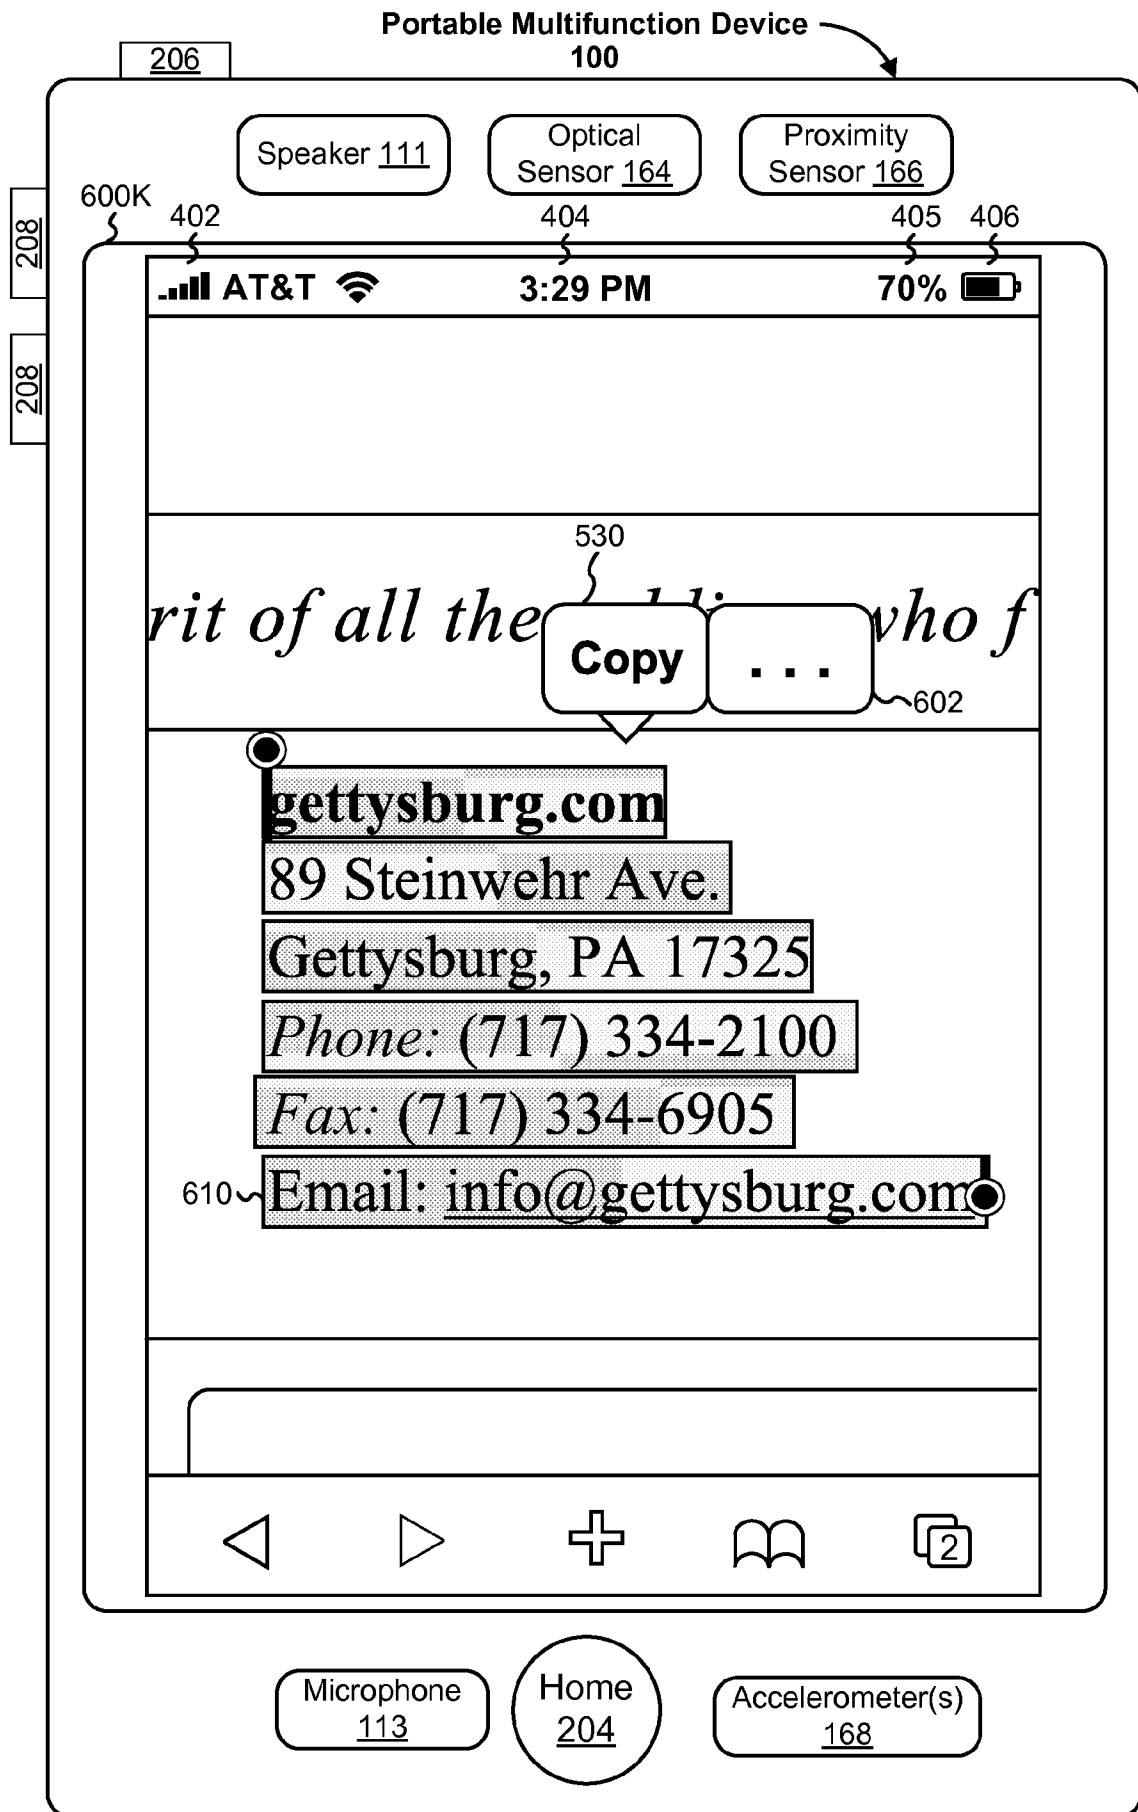 Portable Multifunction Device
100
206
Speaker 111
Optical
Sensor 164
Proximity
Sensor 166
600K
402
404
405
406
208
208
AT&T
3:29 PM
70%
530
rit of all the
who f
Copy
. . .
602
gettysburg.com
89 Steinwehr Ave.
Gettysburg, PA 17325
Phone: (717) 334-2100
Fax: (717) 334-6905
610
Email: info@gettysburg.com
2
Microphone
113
Home
204
Accelerometer(s)
168